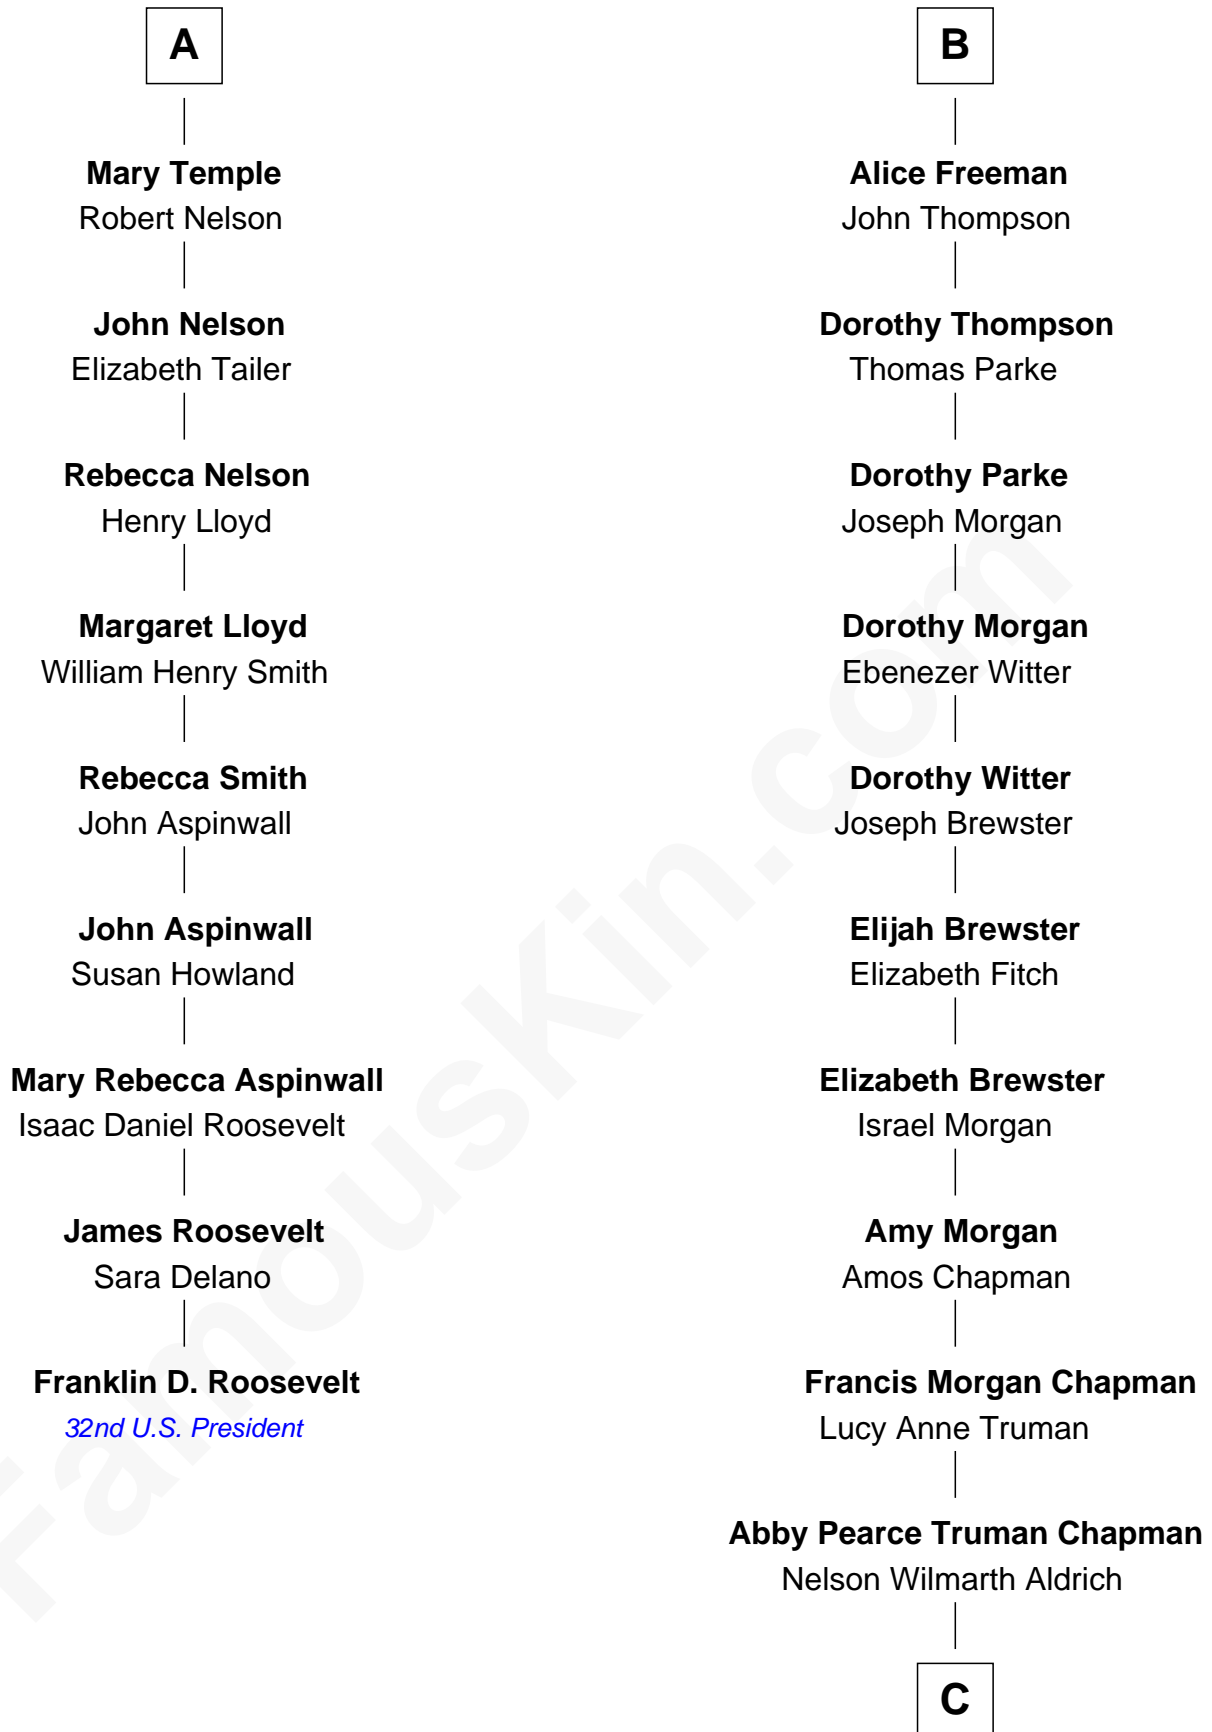 A
Mary Temple
Robert Nelson
John Nelson
Elizabeth Tailer
Rebecca Nelson
Henry Lloyd
Margaret Lloyd
William Henry Smith
Rebecca Smith
John Aspinwall
John Aspinwall
Susan Howland
Mary Rebecca Aspinwall
Isaac Daniel Roosevelt
James Roosevelt
Sara Delano
Franklin D. Roosevelt
32nd U.S. President
B
Alice Freeman
John Thompson
Dorothy Thompson
Thomas Parke
Dorothy Parke
Joseph Morgan
Dorothy Morgan
Ebenezer Witter
Dorothy Witter
Joseph Brewster
Elijah Brewster
Elizabeth Fitch
Elizabeth Brewster
Israel Morgan
Amy Morgan
Amos Chapman
Francis Morgan Chapman
Lucy Anne Truman
Abby Pearce Truman Chapman
Nelson Wilmarth Aldrich
C
FamousKin.com